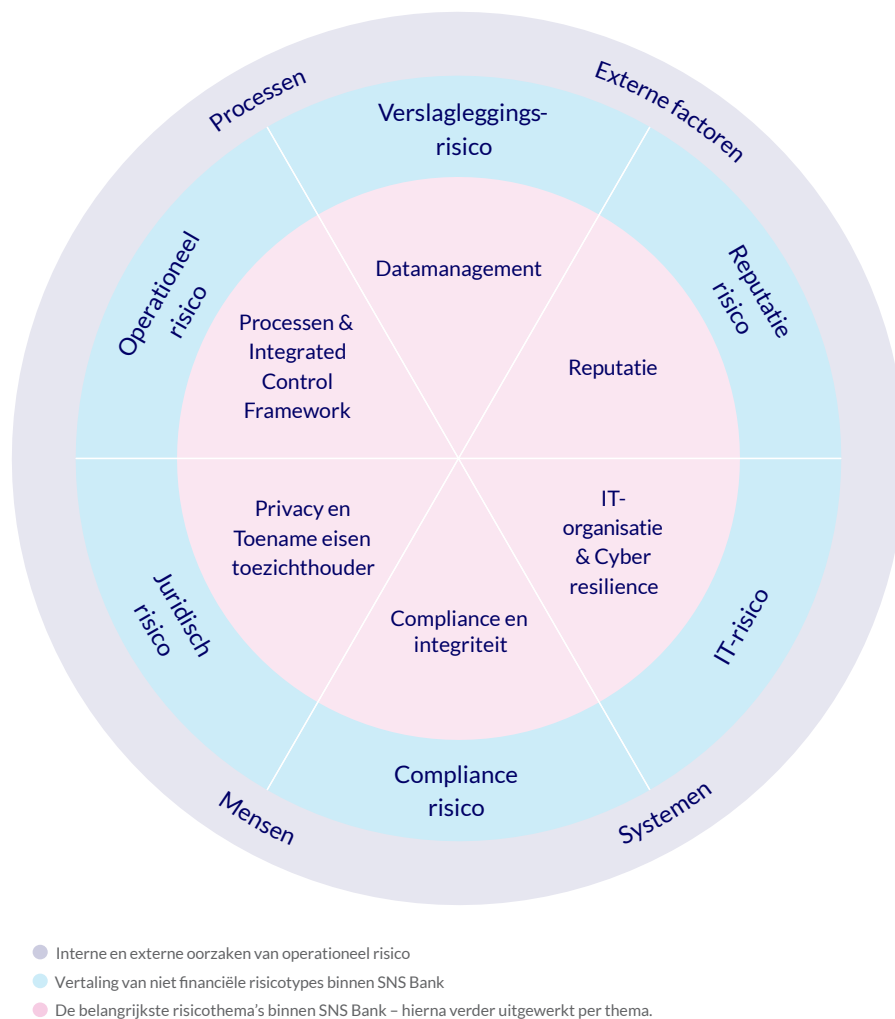 Processen
Externe factoren
Verslagleggings-
risico
Operationeel
risico
Reputatie
risico
Datamanagement
Processen &
Integrated
Control
Framework
Reputatie
Privacy en
Toename eisen
toezichthouder
IT-
organisatie
& Cyber
resilience
Compliance en
integriteit
Juridisch
risico
IT-risico
Compliance
risico
Mensen
Systemen
Interne en externe oorzaken van operationeel risico
Vertaling van niet financiële risicotypes binnen SNS Bank
De belangrijkste risicothema's binnen SNS Bank – hierna verder uitgewerkt per thema.